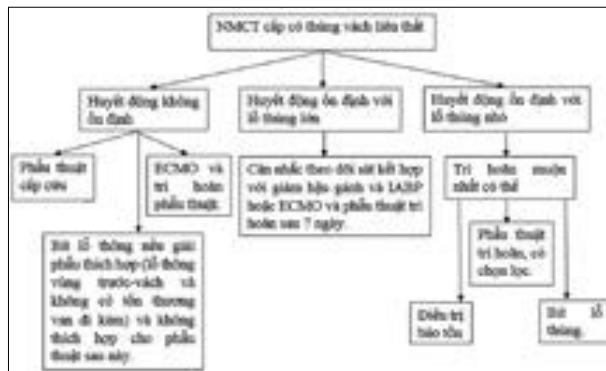 NMCT cấp có thủng vách liên thất
Huyết động không
ổn định
Huyết động ổn định với
lỗ thủng lớn
Huyết động ổn định với
lỗ thủng nhỏ
Phẫu thuật
cấp cứu
ECMO và
trì hoãn
phẫu thuật.
Cân nhắc theo dõi sát kết hợp
với giảm hậu gánh và IABP
hoặc ECMO và phẫu thuật trì
hoãn sau 7 ngày.
Trì hoãn muộn
nhất có thể
Bít lỗ thông nếu giải
phẫu thích hợp (lỗ thông
vùng trước-vách và
không có tổn thương
van đi kèm) và không
thích hợp cho phẫu
thuật sau này.
Phẫu thuật
trì hoãn, có
chọn lọc.
Điều trị
bảo tồn
Bít lỗ
thủng.